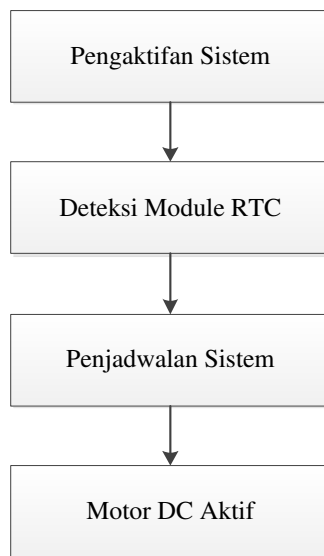 Pengaktifan Sistem
Deteksi Module RTC
Penjadwalan Sistem
Motor DC Aktif